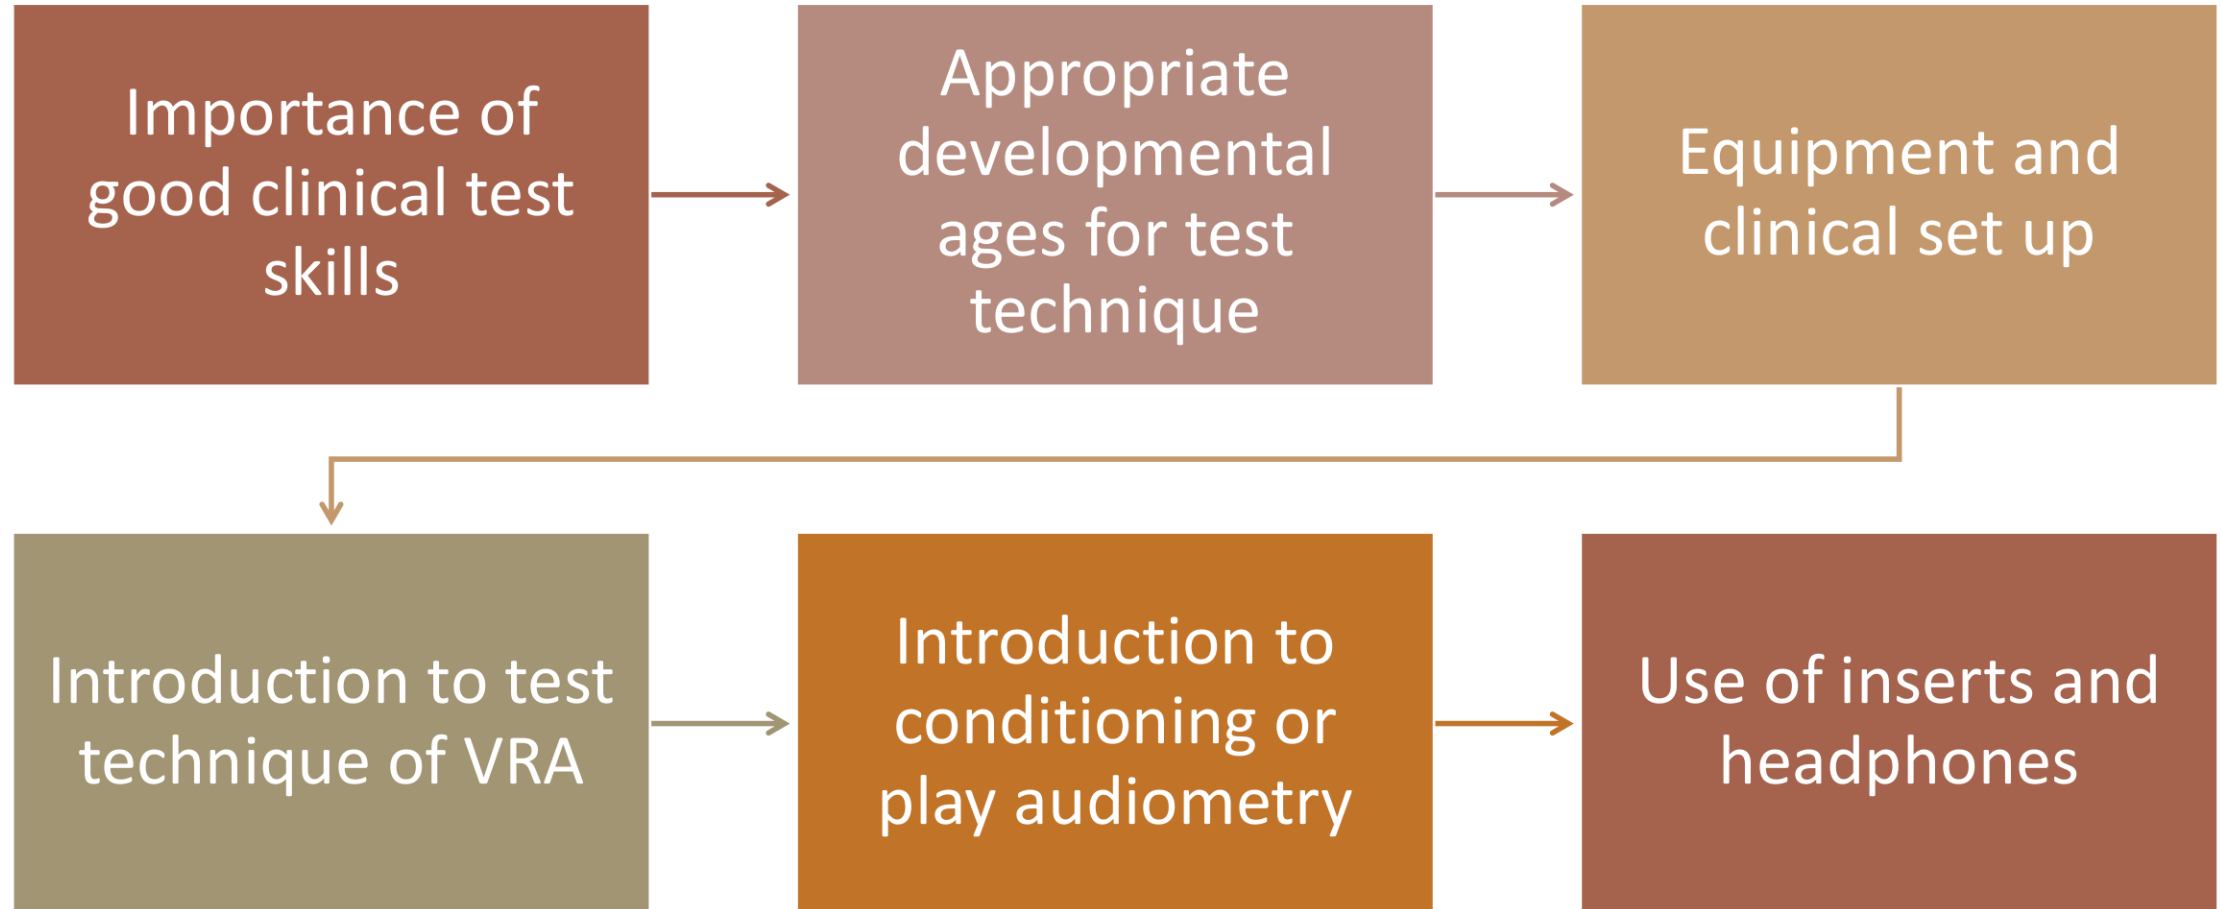 Importance of
good clinical test
skills
Appropriate
developmental
ages for test
technique
Equipment and
clinical set up
Introduction to test
technique of VRA
Introduction to
conditioning or
play audiometry
Use of inserts and
headphones